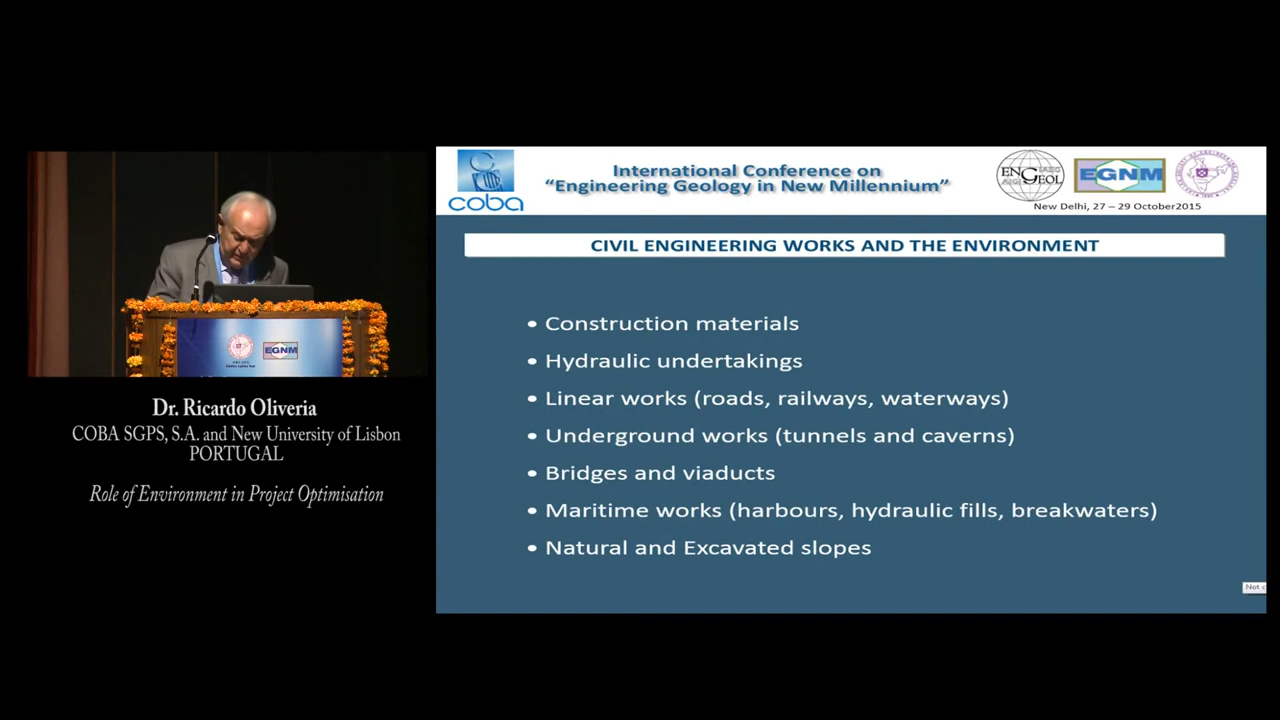 coba
International Conference on
“Engineering Geology in New Millennium”
ENGEOL
IAEG
AIGI
EGNM
New Delhi, 27 – 29 October2015
CIVIL ENGINEERING WORKS AND THE ENVIRONMENT
• Construction materials
• Hydraulic undertakings
• Linear works (roads, railways, waterways)
• Underground works (tunnels and caverns)
• Bridges and viaducts
• Maritime works (harbours, hydraulic fills, breakwaters)
• Natural and Excavated slopes
Not c
EGNM
Dr. Ricardo Oliveria
COBA SGPS, S.A. and New University of Lisbon
PORTUGAL
Role of Environment in Project Optimisation